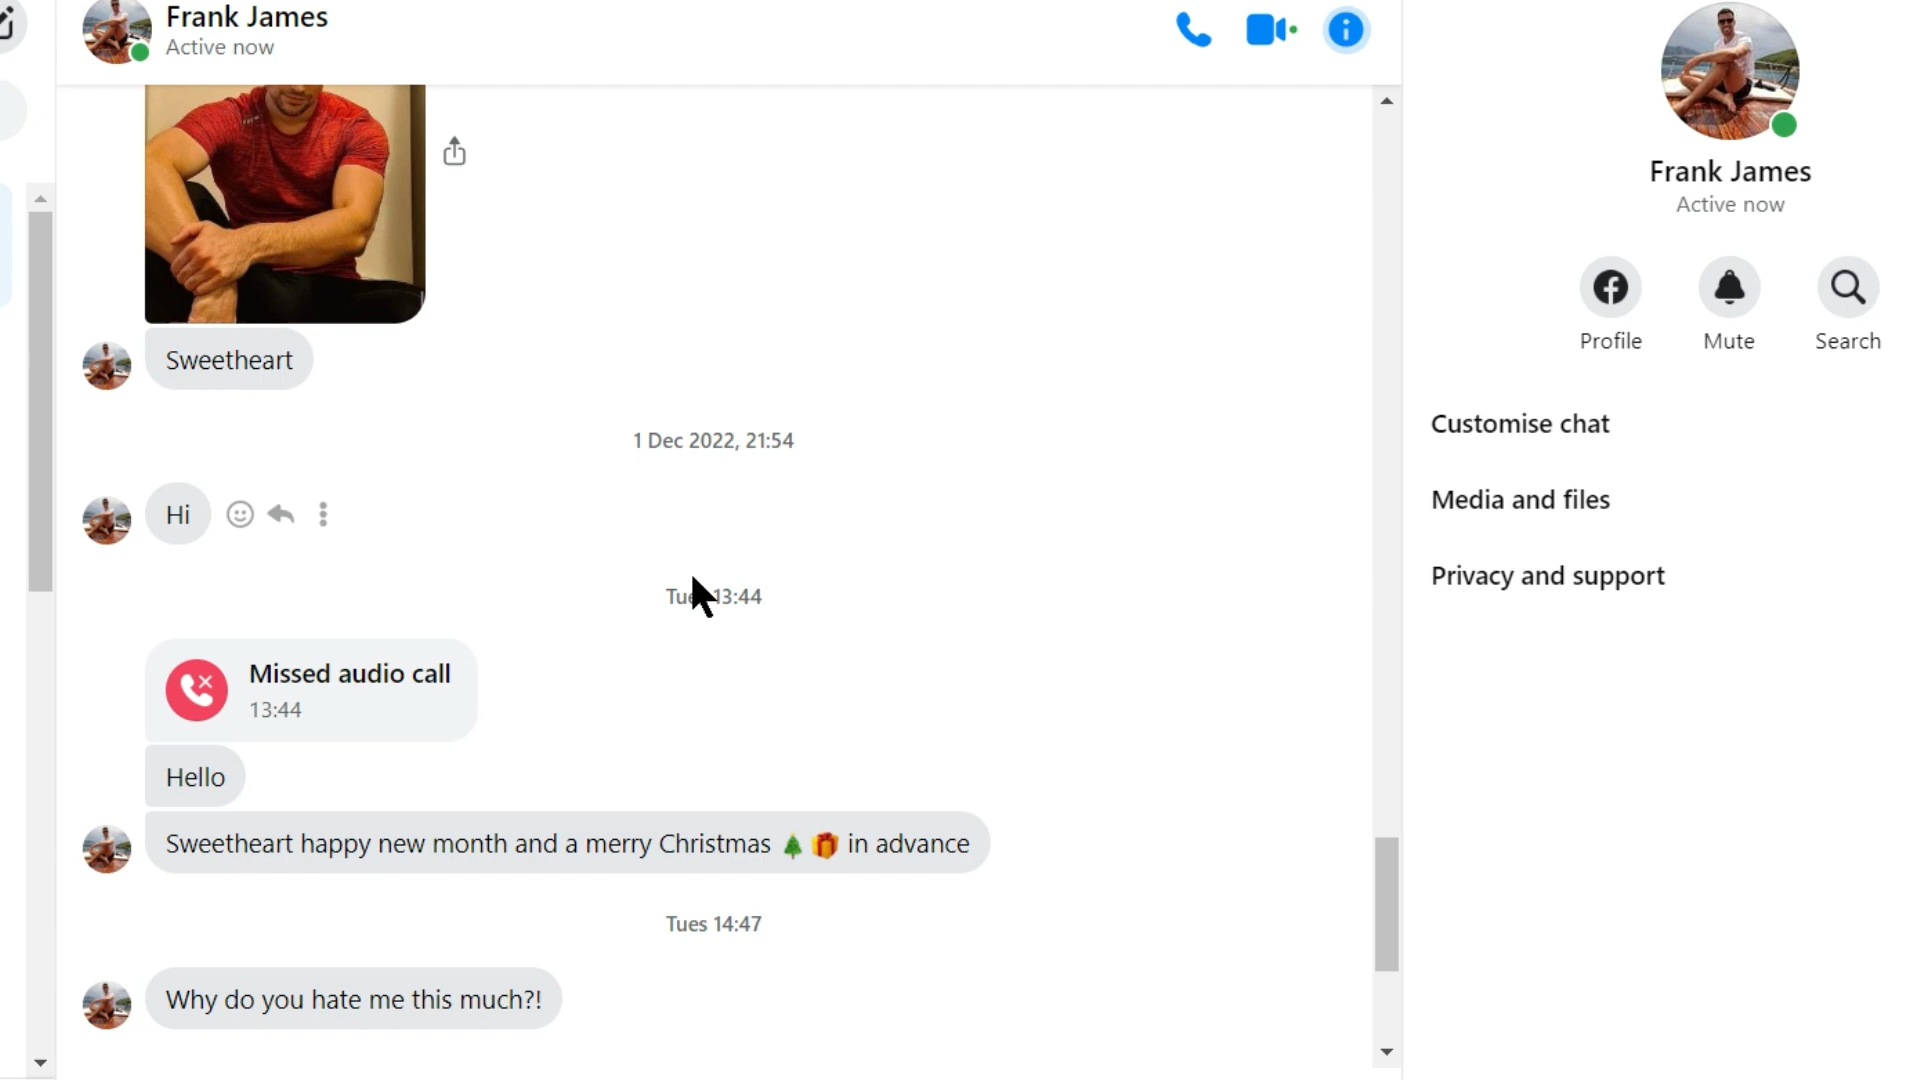 Frank James
Active now
Sweetheart
1 Dec 2022, 21:54
Hi
13:44
Missed audio call
13:44
Hello
Sweetheart happy new month and a merry Christmas 🎄 🎁 in advance
Tues 14:47
Why do you hate me this much?!
Frank James
Active now
Profile
Mute
Search
Customise chat
Media and files
Privacy and support